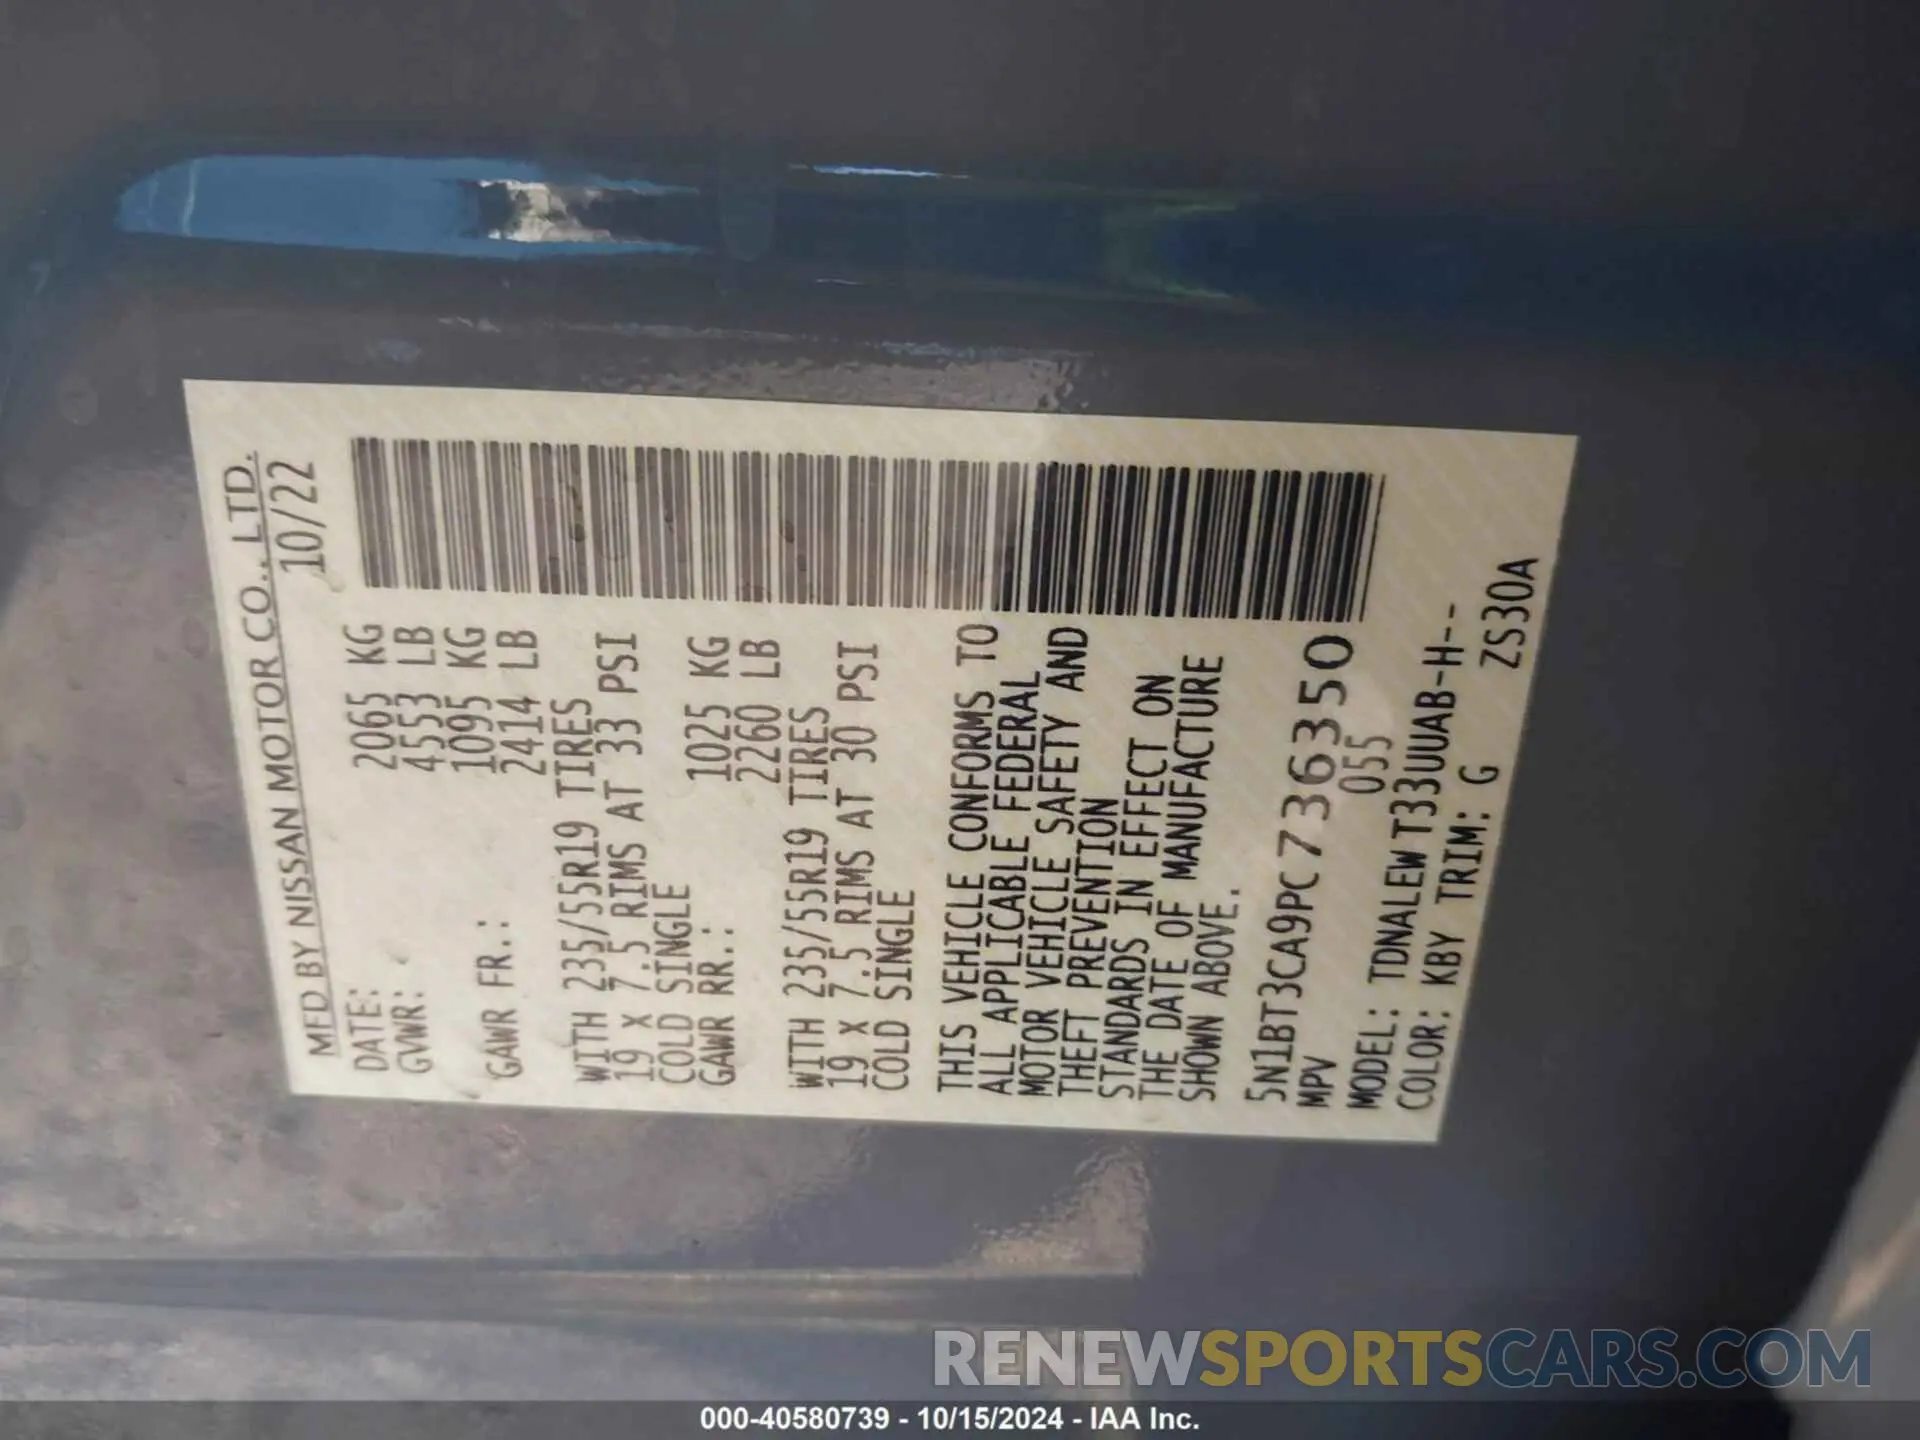 MFD BY NISSAN MOTOR CO., LTD.
DATE: 10/22
GVWR: 2065 KG
4553 LB
GAWR FR.: 1095 KG
2414 LB
WITH 235/55R19 TIRES
19 X 7.5 RIMS AT 33 PSI
COLD SINGLE
GAWR RR.: 1025 KG
2260 LB
WITH 235/55R19 TIRES
19 X 7.5 RIMS AT 30 PSI
COLD SINGLE
THIS VEHICLE CONFORMS TO
ALL APPLICABLE FEDERAL
MOTOR VEHICLE SAFETY AND
THEFT PREVENTION
STANDARDS IN EFFECT ON
THE DATE OF MANUFACTURE
SHOWN ABOVE.
5N1BT3CA9PC736350
MPV 055
MODEL: TDNALEW T33UUAB-H--
COLOR: KBY TRIM: G ZS30A
RENEWSPORTSCARS.COM
000-40580739 - 10/15/2024 - IAA Inc.